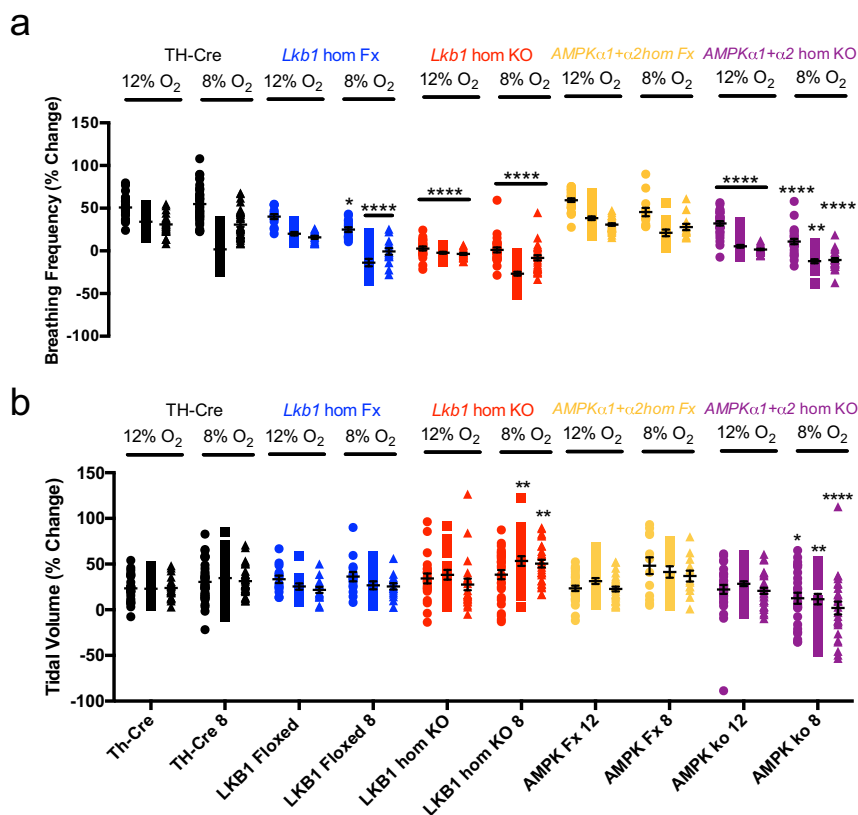 a
TH-Cre Lkb1 hom Fx Lkb1 hom KO AMPKα1+α2hom Fx AMPKα1+α2 hom KO
12% O2 8% O2 12% O2 8% O2 12% O2 8% O2 12% O2 8% O2 12% O2 8% O2
Breathing Frequency (% Change)
150
100
50
0
-50
-100
* **** **** **** **** **** ** ****
b
TH-Cre Lkb1 hom Fx Lkb1 hom KO AMPKα1+α2hom Fx AMPKα1+α2 hom KO
12% O2 8% O2 12% O2 8% O2 12% O2 8% O2 12% O2 8% O2 12% O2 8% O2
Tidal Volume (% Change)
150
100
50
0
-50
-100
** ** * ** ****
Th-Cre
TH-Cre 8
LKB1 Floxed
LKB1 Floxed 8
LKB1 hom KO
LKB1 hom KO 8
AMPK Fx 12
AMPK Fx 8
AMPK ko 12
AMPK ko 8